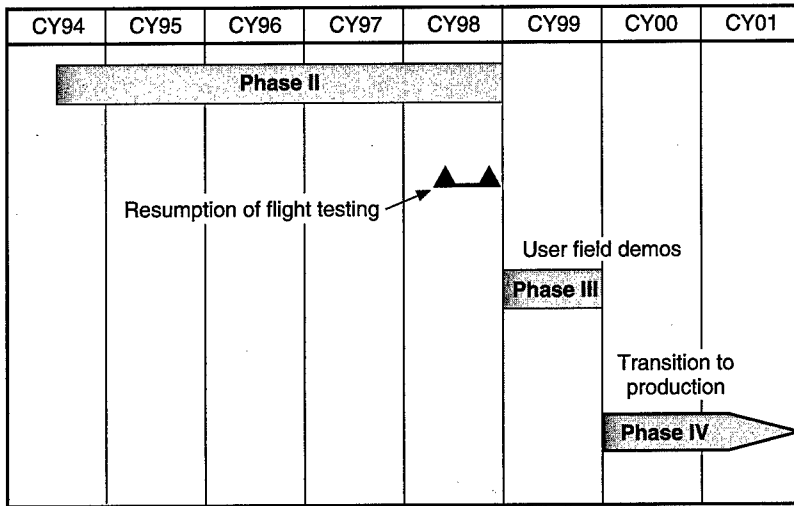 CY94 CY95 CY96 CY97 CY98 CY99 CY00 CY01
Phase II
Resumption of flight testing
User field demos
Phase III
Transition to
production
Phase IV